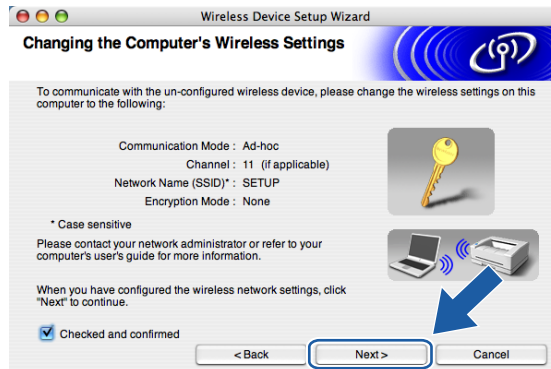 Wireless Device Setup Wizard
Changing the Computer's Wireless Settings
To communicate with the un-configured wireless device, please change the wireless settings on this
computer to the following:
Communication Mode : Ad-hoc
Channel : 11 (if applicable)
Network Name (SSID)* : SETUP
Encryption Mode : None
* Case sensitive
Please contact your network administrator or refer to your
computer's user's guide for more information.
When you have configured the wireless network settings, click
"Next" to continue.
Checked and confirmed
< Back Next > Cancel